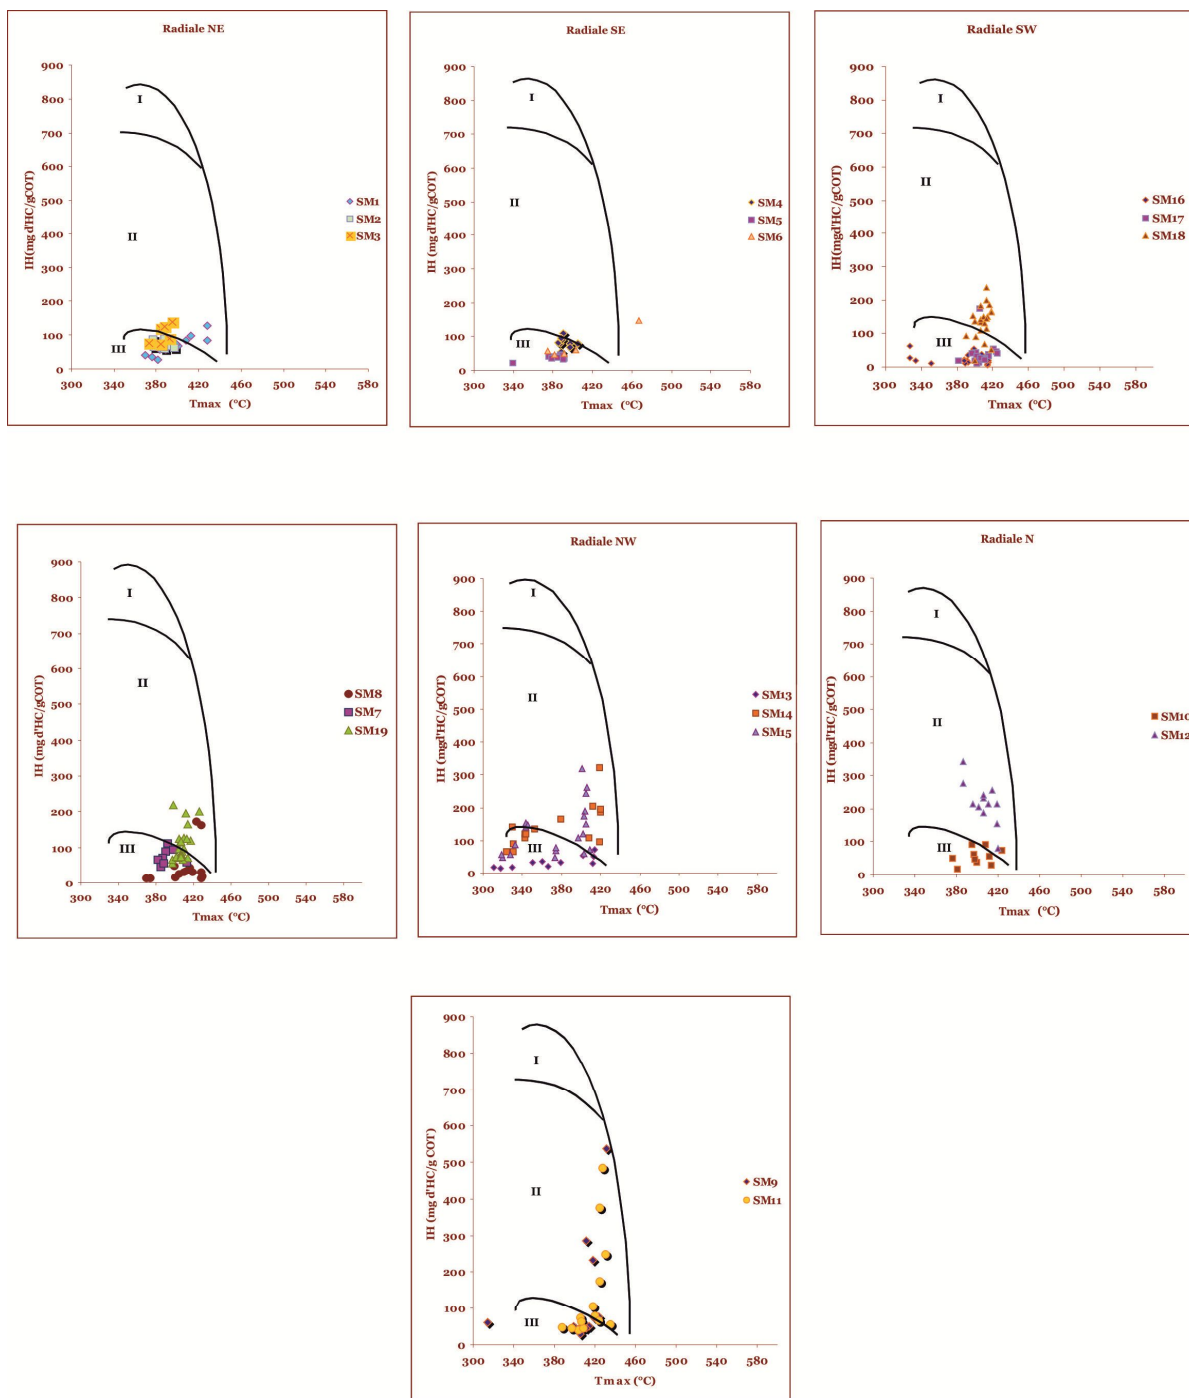 Radiale NE
900
800
700
600
500
400
300
200
100
0
IH(mg d'HC/gCOT)
I
II
III
SM1
SM2
SM3
300 340 380 420 460 500 540 580
Tmax (°C)
Radiale SE
900
800
700
600
500
400
300
200
100
0
IH (mg d'HC/gCOT)
I
II
III
SM4
SM5
SM6
300 340 380 420 460 500 540 580
Tmax (°C)
Radiale SW
900
800
700
600
500
400
300
200
100
0
IH(mgd'HC/gCOT)
I
II
III
SM16
SM17
SM18
300 340 380 420 460 500 540 580
Tmax (°C)
900
800
700
600
500
400
300
200
100
0
IH (mg d'HC/gCOT)
I
II
III
SM8
SM7
SM19
300 340 380 420 460 500 540 580
Tmax (°C)
Radiale NW
900
800
700
600
500
400
300
200
100
0
IH (mgd'HC/gCOT)
I
II
III
SM13
SM14
SM15
300 340 380 420 460 500 540 580
Tmax (°C)
Radiale N
900
800
700
600
500
400
300
200
100
0
IH (mgd'HC/gCOT)
I
II
III
SM10
SM12
300 340 380 420 460 500 540 580
Tmax (°C)
900
800
700
600
500
400
300
200
100
0
IH (mg d'HC/g COT)
I
II
III
SM9
SM11
300 340 380 420 460 500 540 580
Tmax (°C)